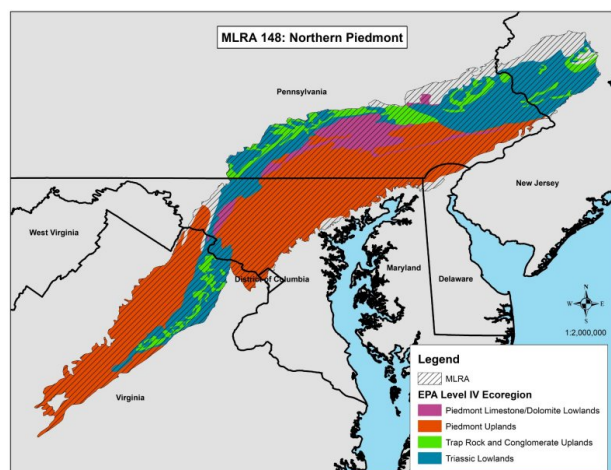 MLRA 148: Northern Piedmont
Pennsylvania
New Jersey
West Virginia
District of Columbia
Maryland
Delaware
Virginia
N
W E
S
1:2,000,000
Legend
MLRA
EPA Level IV Ecoregion
Piedmont Limestone/Dolomite Lowlands
Piedmont Uplands
Trap Rock and Conglomerate Uplands
Triassic Lowlands